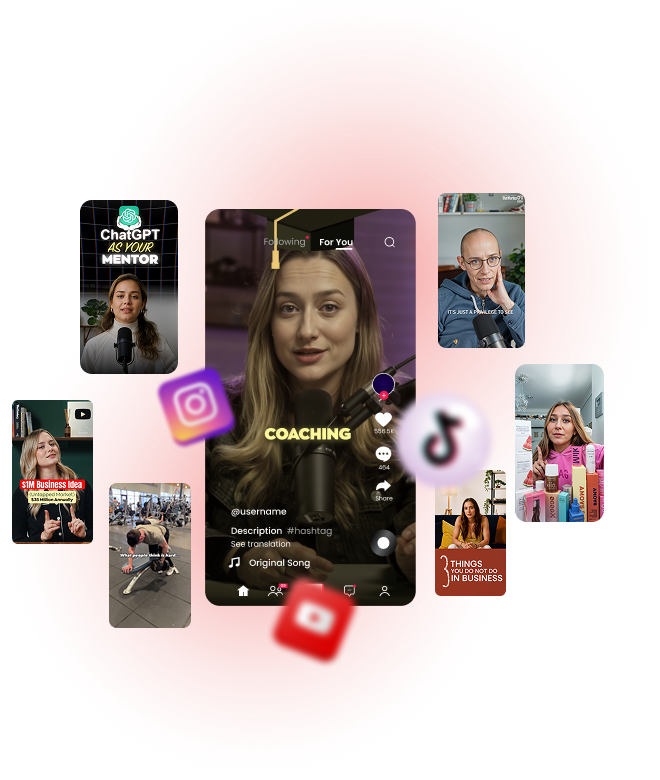 ChatGPT
AS YOUR
MENTOR
Following
For You
COACHING
556.5K
464
Share
@username
Description #hashtag
See translation
Original Song
IT'S JUST A PRIVILEGE TO SEE
$1M Business Idea
(Untapped Market)
$35 Million Annually
What people think is hard
3 THINGS
YOU DO NOT DO
IN BUSINESS